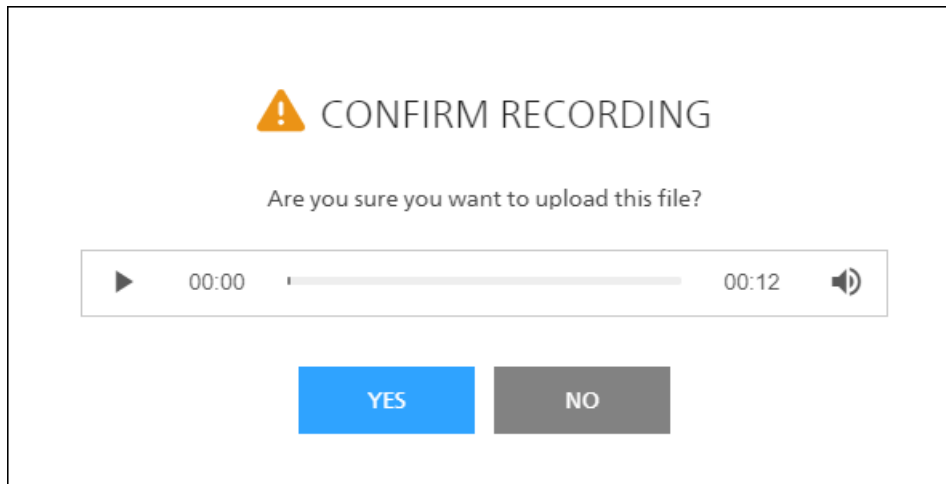 CONFIRM RECORDING
Are you sure you want to upload this file?
00:00 00:12
YES NO